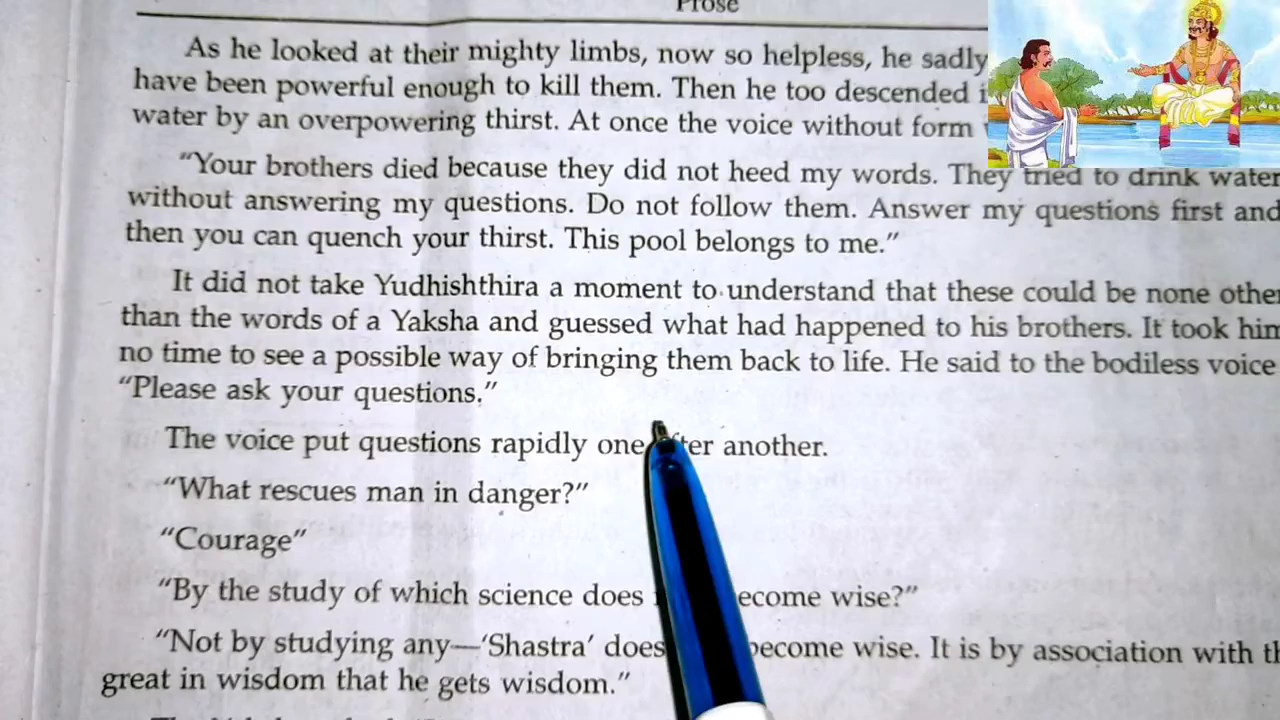 Prose
As he looked at their mighty limbs, now so helpless, he sadly
have been powerful enough to kill them. Then he too descended
water by an overpowering thirst. At once the voice without form
"Your brothers died because they did not heed my words. They tried to drink water
without answering my questions. Do not follow them. Answer my questions first and
then you can quench your thirst. This pool belongs to me."
It did not take Yudhishthira a moment to understand that these could be none other
than the words of a Yaksha and guessed what had happened to his brothers. It took him
no time to see a possible way of bringing them back to life. He said to the bodiless voice
"Please ask your questions."
The voice put questions rapidly one after another.
"What rescues man in danger?"
"Courage"
"By the study of which science does become wise?"
"Not by studying any—'Shastra' does become wise. It is by association with
great in wisdom that he gets wisdom."